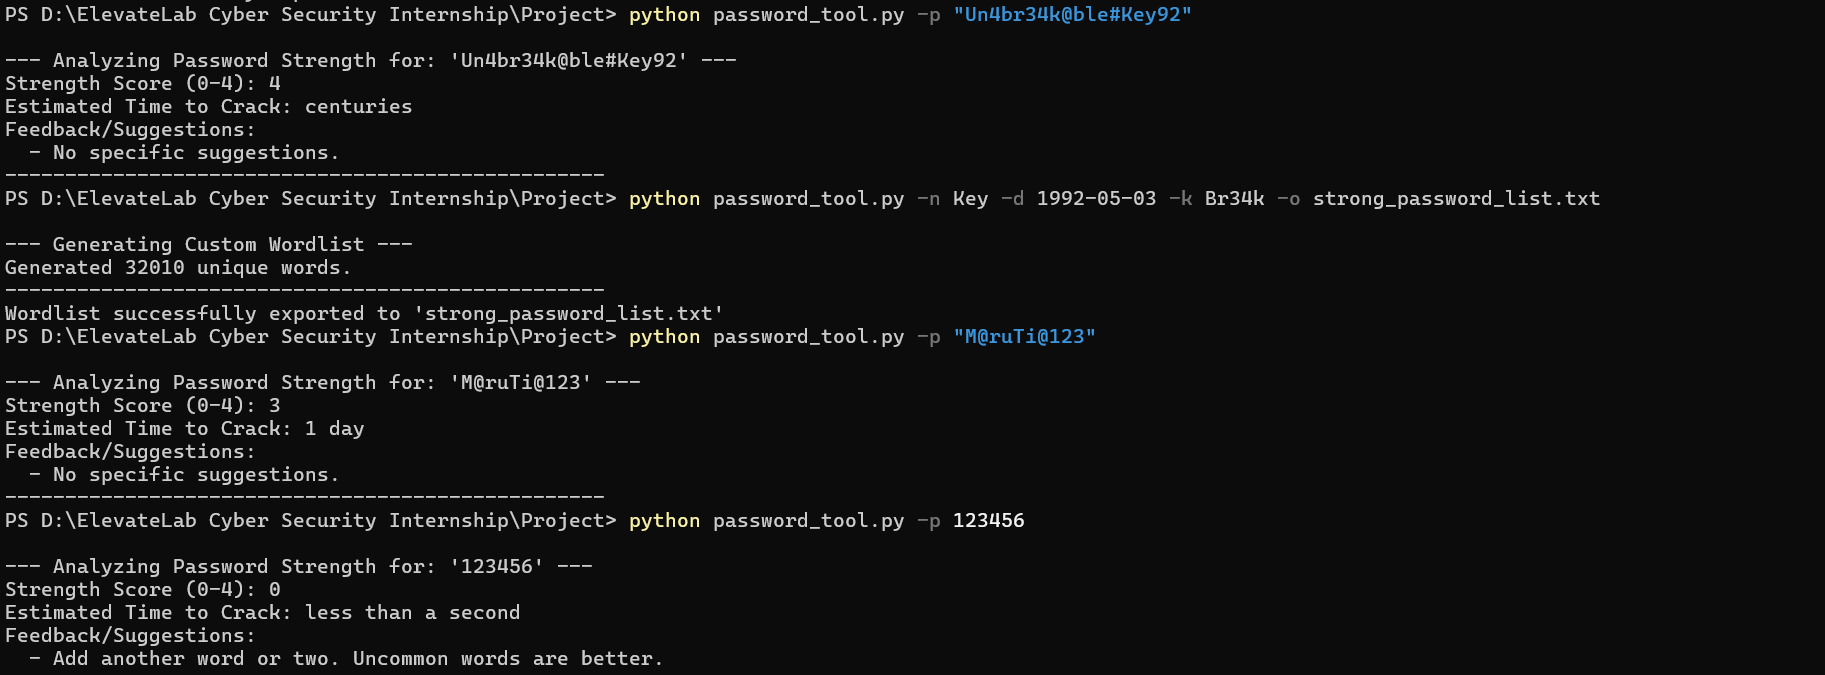 PS D:\ElevateLab Cyber Security Internship\Project> python password_tool.py -p "Un4br34k@ble#Key92"
--- Analyzing Password Strength for: 'Un4br34k@ble#Key92' ---
Strength Score (0-4): 4
Estimated Time to Crack: centuries
Feedback/Suggestions:
  - No specific suggestions.
--------------------------------------------------
PS D:\ElevateLab Cyber Security Internship\Project> python password_tool.py -n Key -d 1992-05-03 -k Br34k -o strong_password_list.txt
--- Generating Custom Wordlist ---
Generated 32010 unique words.
--------------------------------------------------
Wordlist successfully exported to 'strong_password_list.txt'
PS D:\ElevateLab Cyber Security Internship\Project> python password_tool.py -p "M@ruTi@123"
--- Analyzing Password Strength for: 'M@ruTi@123' ---
Strength Score (0-4): 3
Estimated Time to Crack: 1 day
Feedback/Suggestions:
  - No specific suggestions.
--------------------------------------------------
PS D:\ElevateLab Cyber Security Internship\Project> python password_tool.py -p 123456
--- Analyzing Password Strength for: '123456' ---
Strength Score (0-4): 0
Estimated Time to Crack: less than a second
Feedback/Suggestions:
  - Add another word or two. Uncommon words are better.